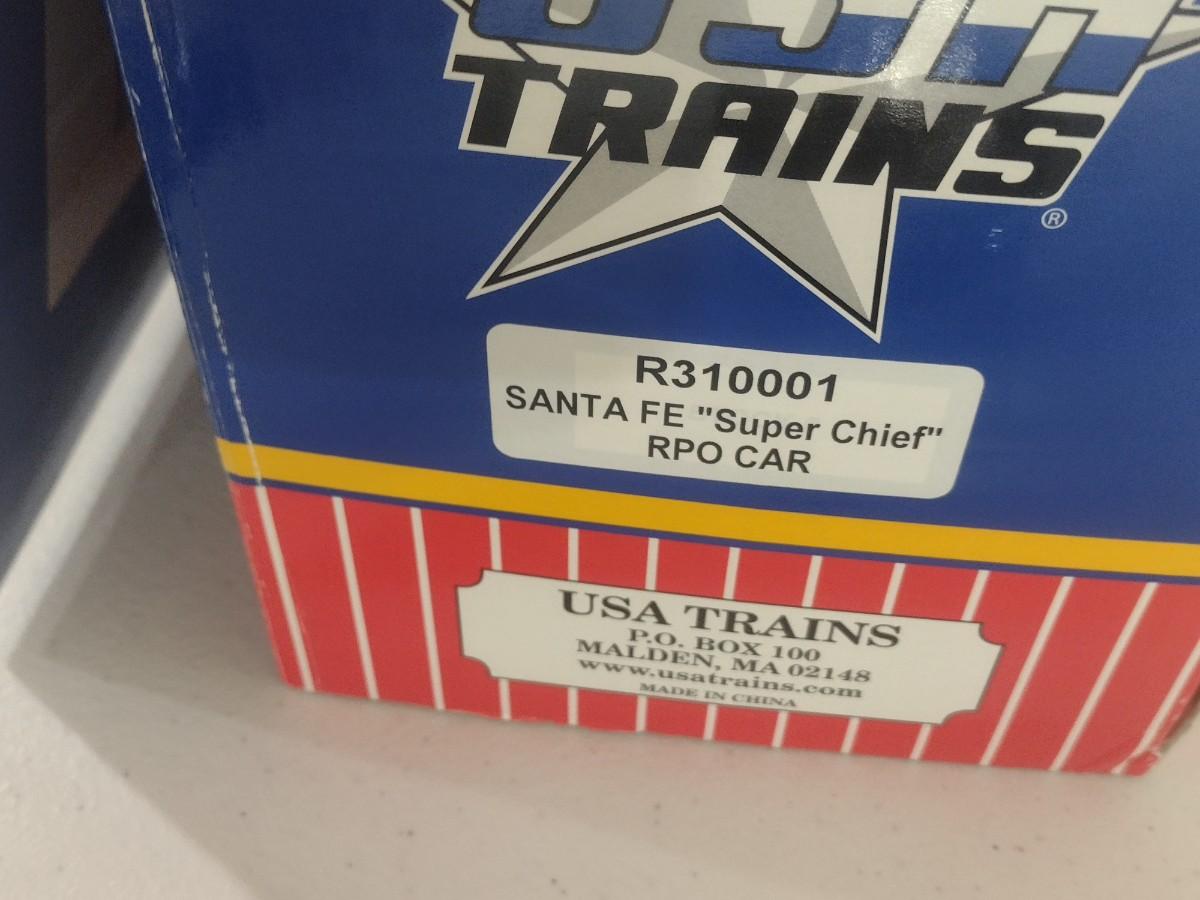 USA
TRAINS
®
R310001
SANTA FE "Super Chief"
RPO CAR
USA TRAINS
P.O. BOX 100
MALDEN, MA 02148
www.usatrains.com
MADE IN CHINA